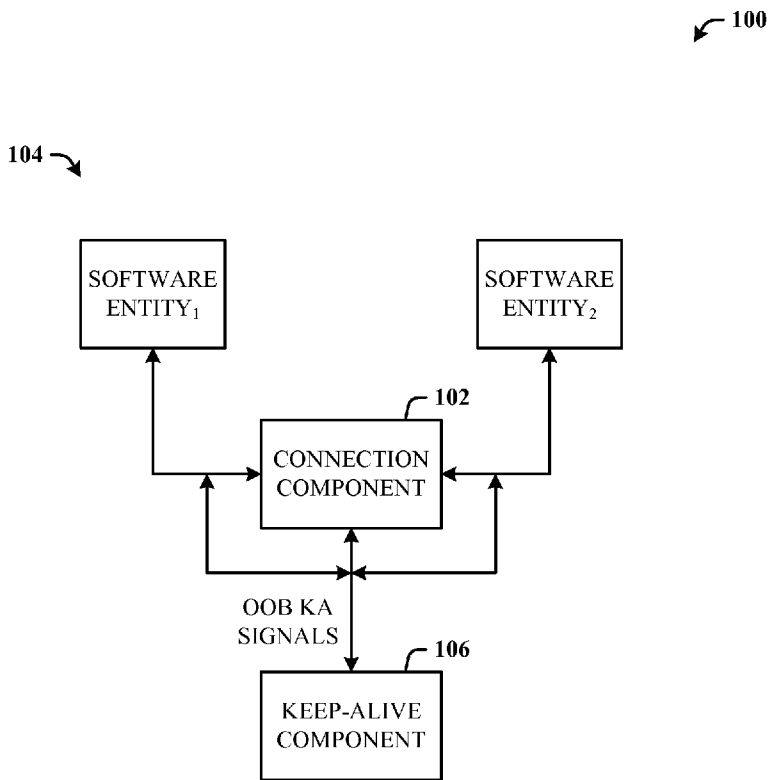 100
104
SOFTWARE
ENTITY₁
SOFTWARE
ENTITY₂
102
CONNECTION
COMPONENT
OOB KA
SIGNALS
106
KEEP-ALIVE
COMPONENT